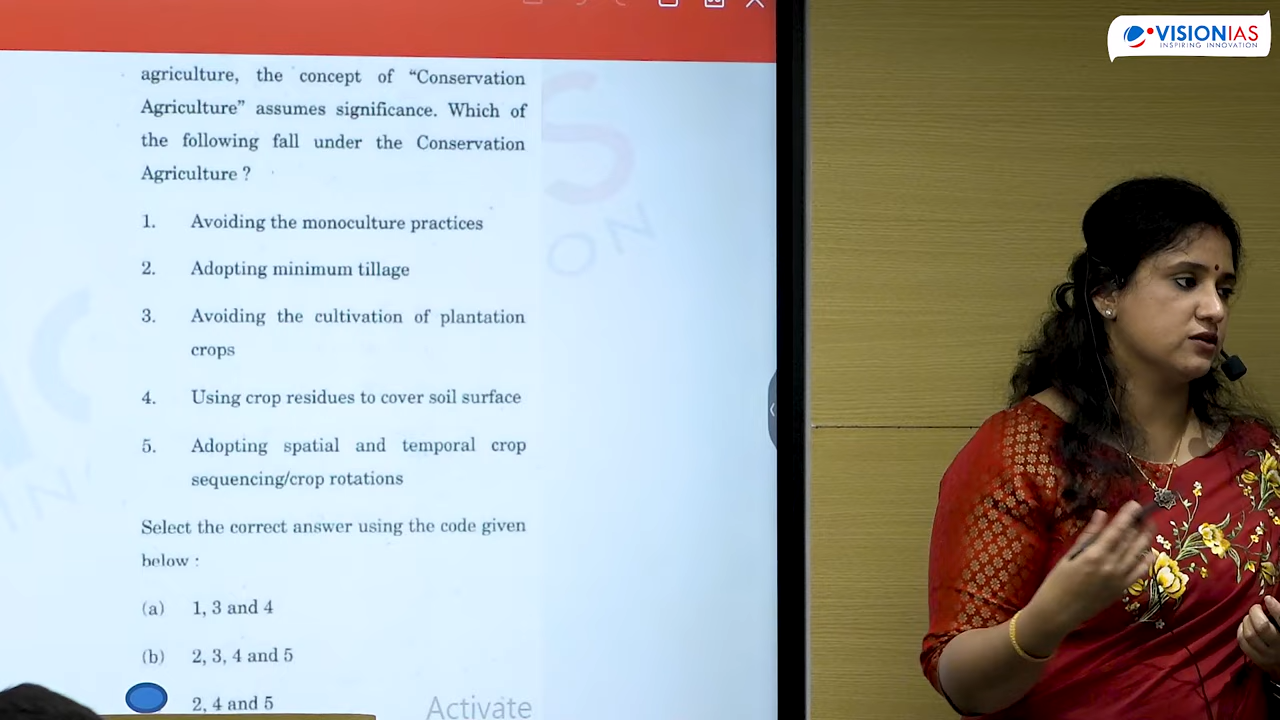 VISIONIAS
INSPIRING INNOVATION
agriculture, the concept of “Conservation
Agriculture” assumes significance. Which of
the following fall under the Conservation
Agriculture ?
1. Avoiding the monoculture practices
2. Adopting minimum tillage
3. Avoiding the cultivation of plantation
crops
4. Using crop residues to cover soil surface
5. Adopting spatial and temporal crop
sequencing/crop rotations
Select the correct answer using the code given
below :
(a) 1, 3 and 4
(b) 2, 3, 4 and 5
2, 4 and 5
Activate